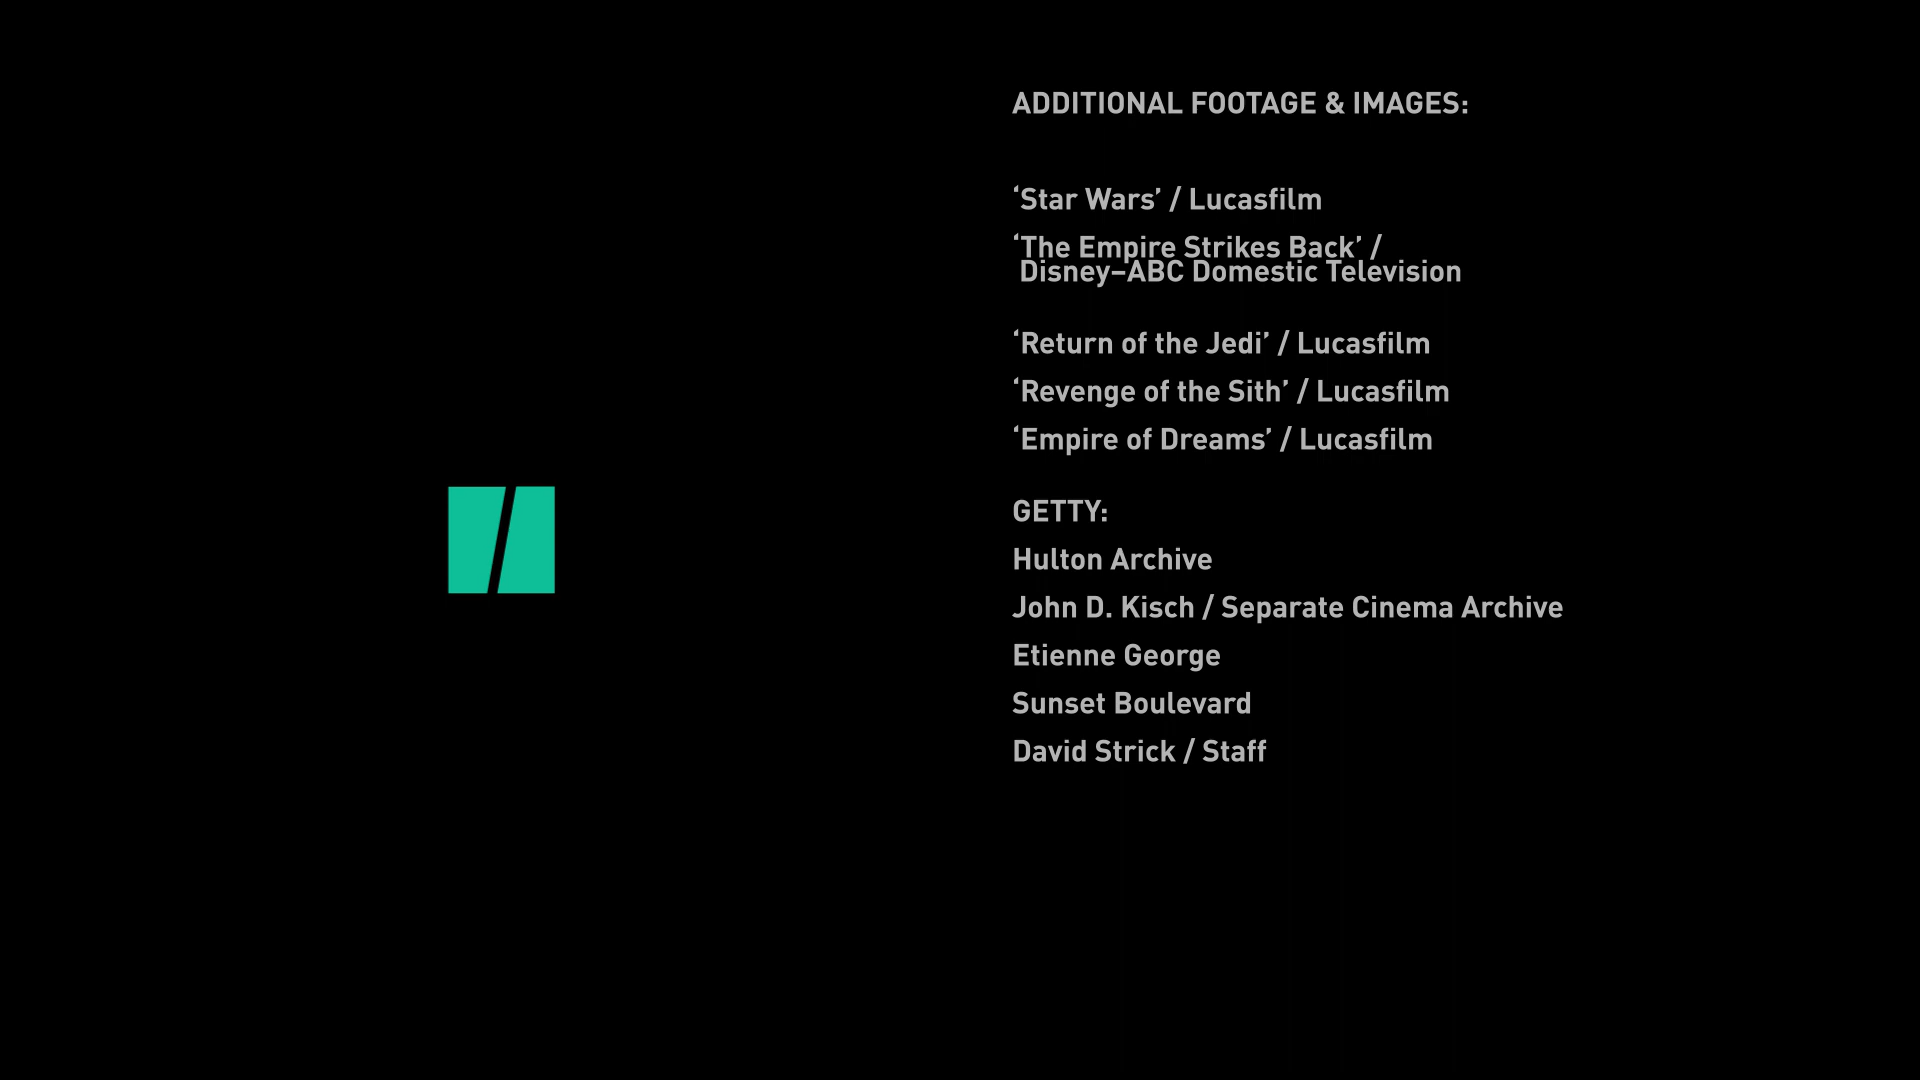 ADDITIONAL FOOTAGE & IMAGES:
‘Star Wars’ / Lucasfilm
‘The Empire Strikes Back’ /
Disney–ABC Domestic Television
‘Return of the Jedi’ / Lucasfilm
‘Revenge of the Sith’ / Lucasfilm
‘Empire of Dreams’ / Lucasfilm
GETTY:
Hulton Archive
John D. Kisch / Separate Cinema Archive
Etienne George
Sunset Boulevard
David Strick / Staff